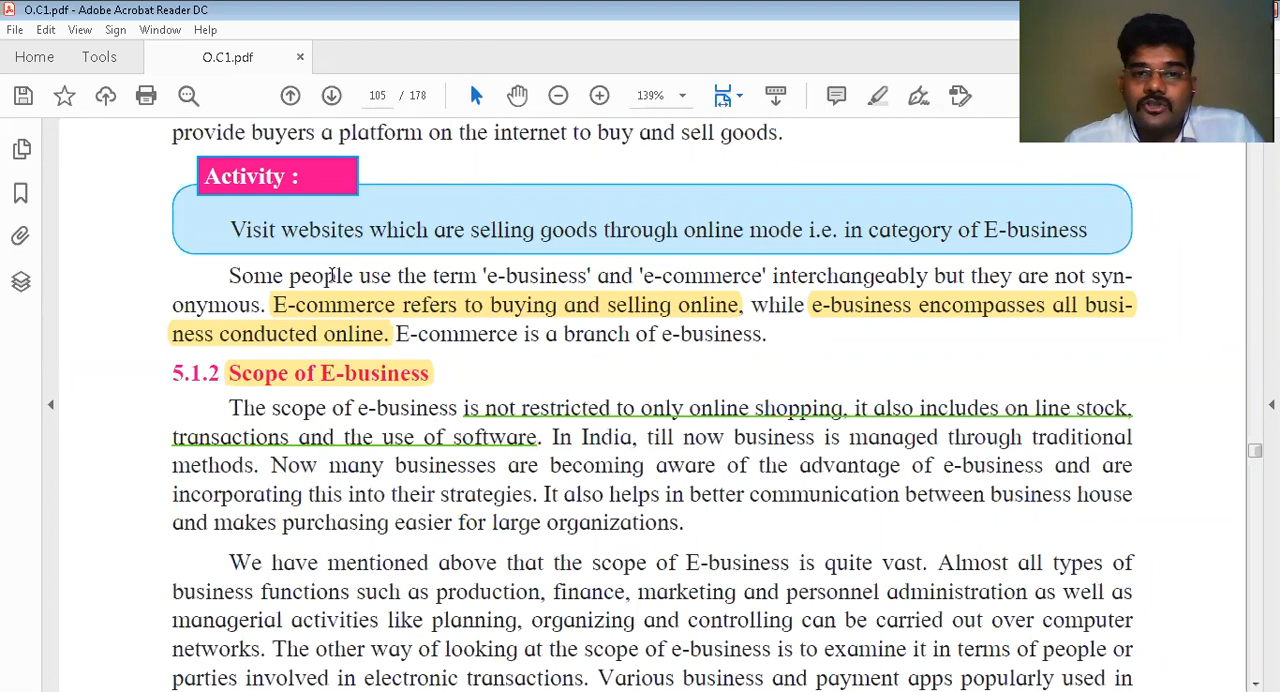 O.C1.pdf - Adobe Acrobat Reader DC
File Edit View Sign Window Help
Home Tools O.C1.pdf ×
105 / 178 139%
provide buyers a platform on the internet to buy and sell goods.
Activity :
Visit websites which are selling goods through online mode i.e. in category of E-business
Some people use the term 'e-business' and 'e-commerce' interchangeably but they are not syn-
onymous. E-commerce refers to buying and selling online, while e-business encompasses all busi-
ness conducted online. E-commerce is a branch of e-business.
5.1.2 Scope of E-business
The scope of e-business is not restricted to only online shopping, it also includes on line stock,
transactions and the use of software. In India, till now business is managed through traditional
methods. Now many businesses are becoming aware of the advantage of e-business and are
incorporating this into their strategies. It also helps in better communication between business house
and makes purchasing easier for large organizations.
We have mentioned above that the scope of E-business is quite vast. Almost all types of
business functions such as production, finance, marketing and personnel administration as well as
managerial activities like planning, organizing and controlling can be carried out over computer
networks. The other way of looking at the scope of e-business is to examine it in terms of people or
parties involved in electronic transactions. Various business and payment apps popularly used in